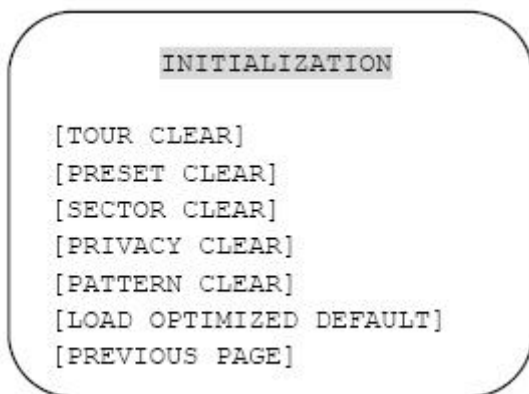 INITIALIZATION
[TOUR CLEAR]
[PRESET CLEAR]
[SECTOR CLEAR]
[PRIVACY CLEAR]
[PATTERN CLEAR]
[LOAD OPTIMIZED DEFAULT]
[PREVIOUS PAGE]